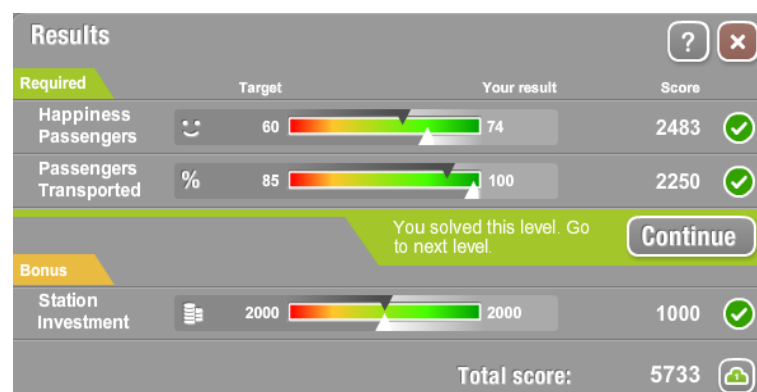 Results
?
Required Target Your result Score
Happiness
Passengers 60 74 2483
Passengers
Transported % 85 100 2250
You solved this level. Go
to next level. Continue
Bonus
Station
Investment 2000 2000 1000
Total score: 5733 1